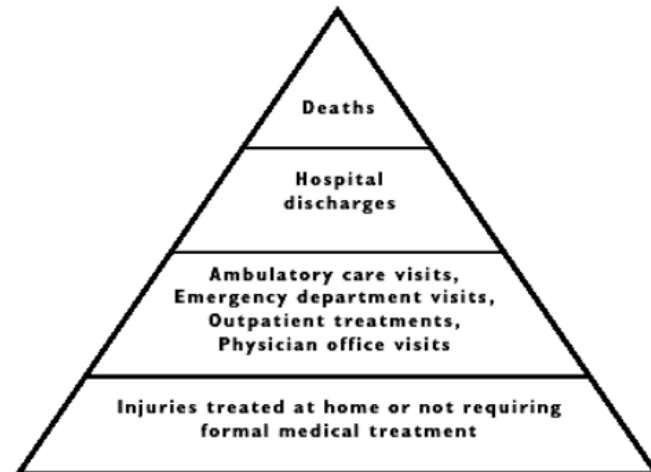 Deaths
Hospital
discharges
Ambulatory care visits,
Emergency department visits,
Outpatient treatments,
Physician office visits
Injuries treated at home or not requiring
formal medical treatment